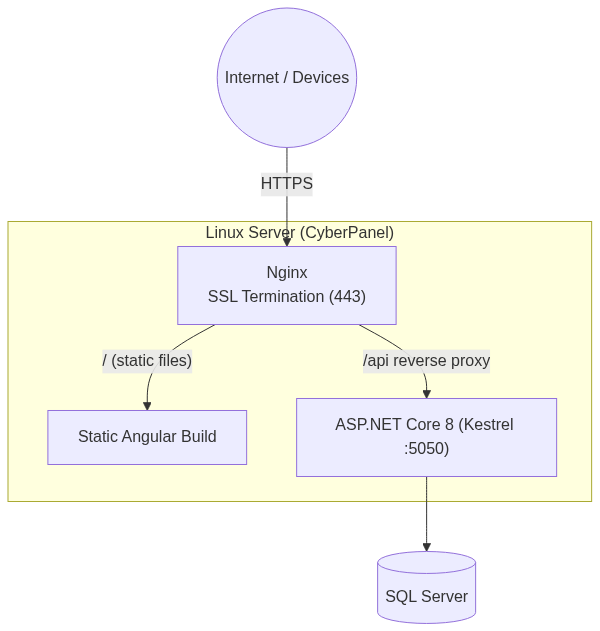 Internet / Devices
HTTPS
Linux Server (CyberPanel)
Nginx
SSL Termination (443)
/ (static files)
/api reverse proxy
Static Angular Build
ASP.NET Core 8 (Kestrel
:5050)
SQL Server